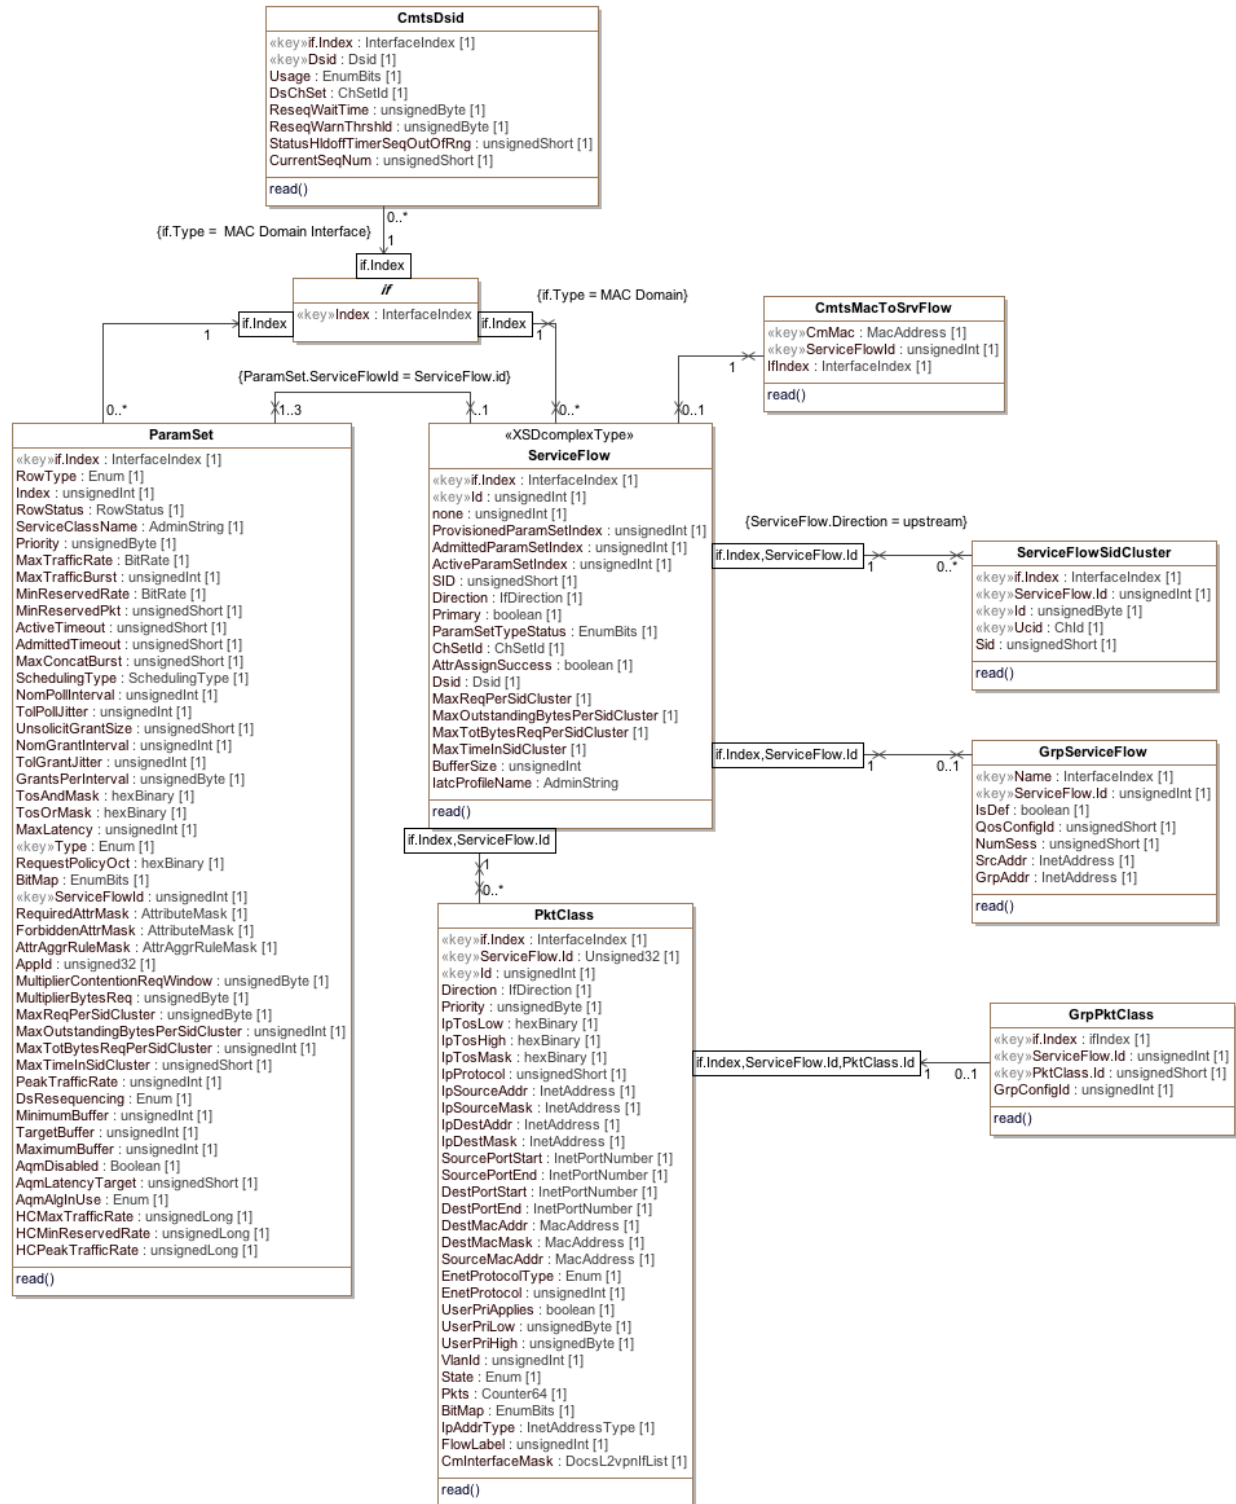 CmtsDsid
«key»if.Index : InterfaceIndex [1]
«key»Dsid : Dsid [1]
Usage : EnumBits [1]
DsChSet : ChSetId [1]
ReseqWaitTime : unsignedByte [1]
ReseqWarnThrshld : unsignedByte [1]
StatusHldoffTimerSeqOutOfRng : unsignedShort [1]
CurrentSeqNum : unsignedShort [1]
read()
0..*
{if.Type =  MAC Domain Interface}
1
if.Index
if
«key»Index : InterfaceIndex
if.Index
1
if.Index
1
{if.Type = MAC Domain}
{ParamSet.ServiceFlowId = ServiceFlow.id}
0..*
1..3
..1
0..*
0..1
1
CmtsMacToSrvFlow
«key»CmMac : MacAddress [1]
«key»ServiceFlowId : unsignedInt [1]
IfIndex : InterfaceIndex [1]
read()
ParamSet
«key»if.Index : InterfaceIndex [1]
RowType : Enum [1]
Index : unsignedInt [1]
RowStatus : RowStatus [1]
ServiceClassName : AdminString [1]
Priority : unsignedByte [1]
MaxTrafficRate : BitRate [1]
MaxTrafficBurst : unsignedInt [1]
MinReservedRate : BitRate [1]
MinReservedPkt : unsignedShort [1]
ActiveTimeout : unsignedShort [1]
AdmittedTimeout : unsignedShort [1]
MaxConcatBurst : unsignedShort [1]
SchedulingType : SchedulingType [1]
NomPollInterval : unsignedInt [1]
TolPollJitter : unsignedInt [1]
UnsolicitGrantSize : unsignedShort [1]
NomGrantInterval : unsignedInt [1]
TolGrantJitter : unsignedInt [1]
GrantsPerInterval : unsignedByte [1]
TosAndMask : hexBinary [1]
TosOrMask : hexBinary [1]
MaxLatency : unsignedInt [1]
«key»Type : Enum [1]
RequestPolicyOct : hexBinary [1]
BitMap : EnumBits [1]
«key»ServiceFlowId : unsignedInt [1]
RequiredAttrMask : AttributeMask [1]
ForbiddenAttrMask : AttributeMask [1]
AttrAggrRuleMask : AttrAggrRuleMask [1]
AppId : unsigned32 [1]
MultiplierContentionReqWindow : unsignedByte [1]
MultiplierBytesReq : unsignedByte [1]
MaxReqPerSidCluster : unsignedByte [1]
MaxOutstandingBytesPerSidCluster : unsignedInt [1]
MaxTotBytesReqPerSidCluster : unsignedInt [1]
MaxTimeInSidCluster : unsignedShort [1]
PeakTrafficRate : unsignedInt [1]
DsResequencing : Enum [1]
MinimumBuffer : unsignedInt [1]
TargetBuffer : unsignedInt [1]
MaximumBuffer : unsignedInt [1]
AqmDisabled : Boolean [1]
AqmLatencyTarget : unsignedShort [1]
AqmAlgInUse : Enum [1]
HCMaxTrafficRate : unsignedLong [1]
HCMinReservedRate : unsignedLong [1]
HCPeakTrafficRate : unsignedLong [1]
read()
«XSDcomplexType»
ServiceFlow
«key»if.Index : InterfaceIndex [1]
«key»Id : unsignedInt [1]
none : unsignedInt [1]
ProvisionedParamSetIndex : unsignedInt [1]
AdmittedParamSetIndex : unsignedInt [1]
ActiveParamSetIndex : unsignedInt [1]
SID : unsignedShort [1]
Direction : IfDirection [1]
Primary : boolean [1]
ParamSetTypeStatus : EnumBits [1]
ChSetId : ChSetId [1]
AttrAssignSuccess : boolean [1]
Dsid : Dsid [1]
MaxReqPerSidCluster [1]
MaxOutstandingBytesPerSidCluster [1]
MaxTotBytesReqPerSidCluster [1]
MaxTimeInSidCluster [1]
BufferSize : unsignedInt
IatcProfileName : AdminString
read()
{ServiceFlow.Direction = upstream}
if.Index,ServiceFlow.Id
1
0..*
ServiceFlowSidCluster
«key»if.Index : InterfaceIndex [1]
«key»ServiceFlow.Id : unsignedInt [1]
«key»Id : unsignedByte [1]
«key»Ucid : ChId [1]
Sid : unsignedShort [1]
read()
if.Index,ServiceFlow.Id
1
0..1
GrpServiceFlow
«key»Name : InterfaceIndex [1]
«key»ServiceFlow.Id : unsignedInt [1]
IsDef : boolean [1]
QosConfigId : unsignedShort [1]
NumSess : unsignedShort [1]
SrcAddr : InetAddress [1]
GrpAddr : InetAddress [1]
read()
if.Index,ServiceFlow.Id
1
0..*
PktClass
«key»if.Index : InterfaceIndex [1]
«key»ServiceFlow.Id : Unsigned32 [1]
«key»Id : unsignedInt [1]
Direction : IfDirection [1]
Priority : unsignedByte [1]
IpTosLow : hexBinary [1]
IpTosHigh : hexBinary [1]
IpTosMask : hexBinary [1]
IpProtocol : unsignedShort [1]
IpSourceAddr : InetAddress [1]
IpSourceMask : InetAddress [1]
IpDestAddr : InetAddress [1]
IpDestMask : InetAddress [1]
SourcePortStart : InetPortNumber [1]
SourcePortEnd : InetPortNumber [1]
DestPortStart : InetPortNumber [1]
DestPortEnd : InetPortNumber [1]
DestMacAddr : MacAddress [1]
DestMacMask : MacAddress [1]
SourceMacAddr : MacAddress [1]
EnetProtocolType : Enum [1]
EnetProtocol : unsignedInt [1]
UserPriApplies : boolean [1]
UserPriLow : unsignedByte [1]
UserPriHigh : unsignedByte [1]
VlanId : unsignedInt [1]
State : Enum [1]
Pkts : Counter64 [1]
BitMap : EnumBits [1]
IpAddrType : InetAddressType [1]
FlowLabel : unsignedInt [1]
CmInterfaceMask : DocsL2vpnIfList [1]
read()
if.Index,ServiceFlow.Id,PktClass.Id
1
0..1
GrpPktClass
«key»if.Index : ifIndex [1]
«key»ServiceFlow.Id : unsignedInt [1]
«key»PktClass.Id : unsignedShort [1]
GrpConfigId : unsignedInt [1]
read()